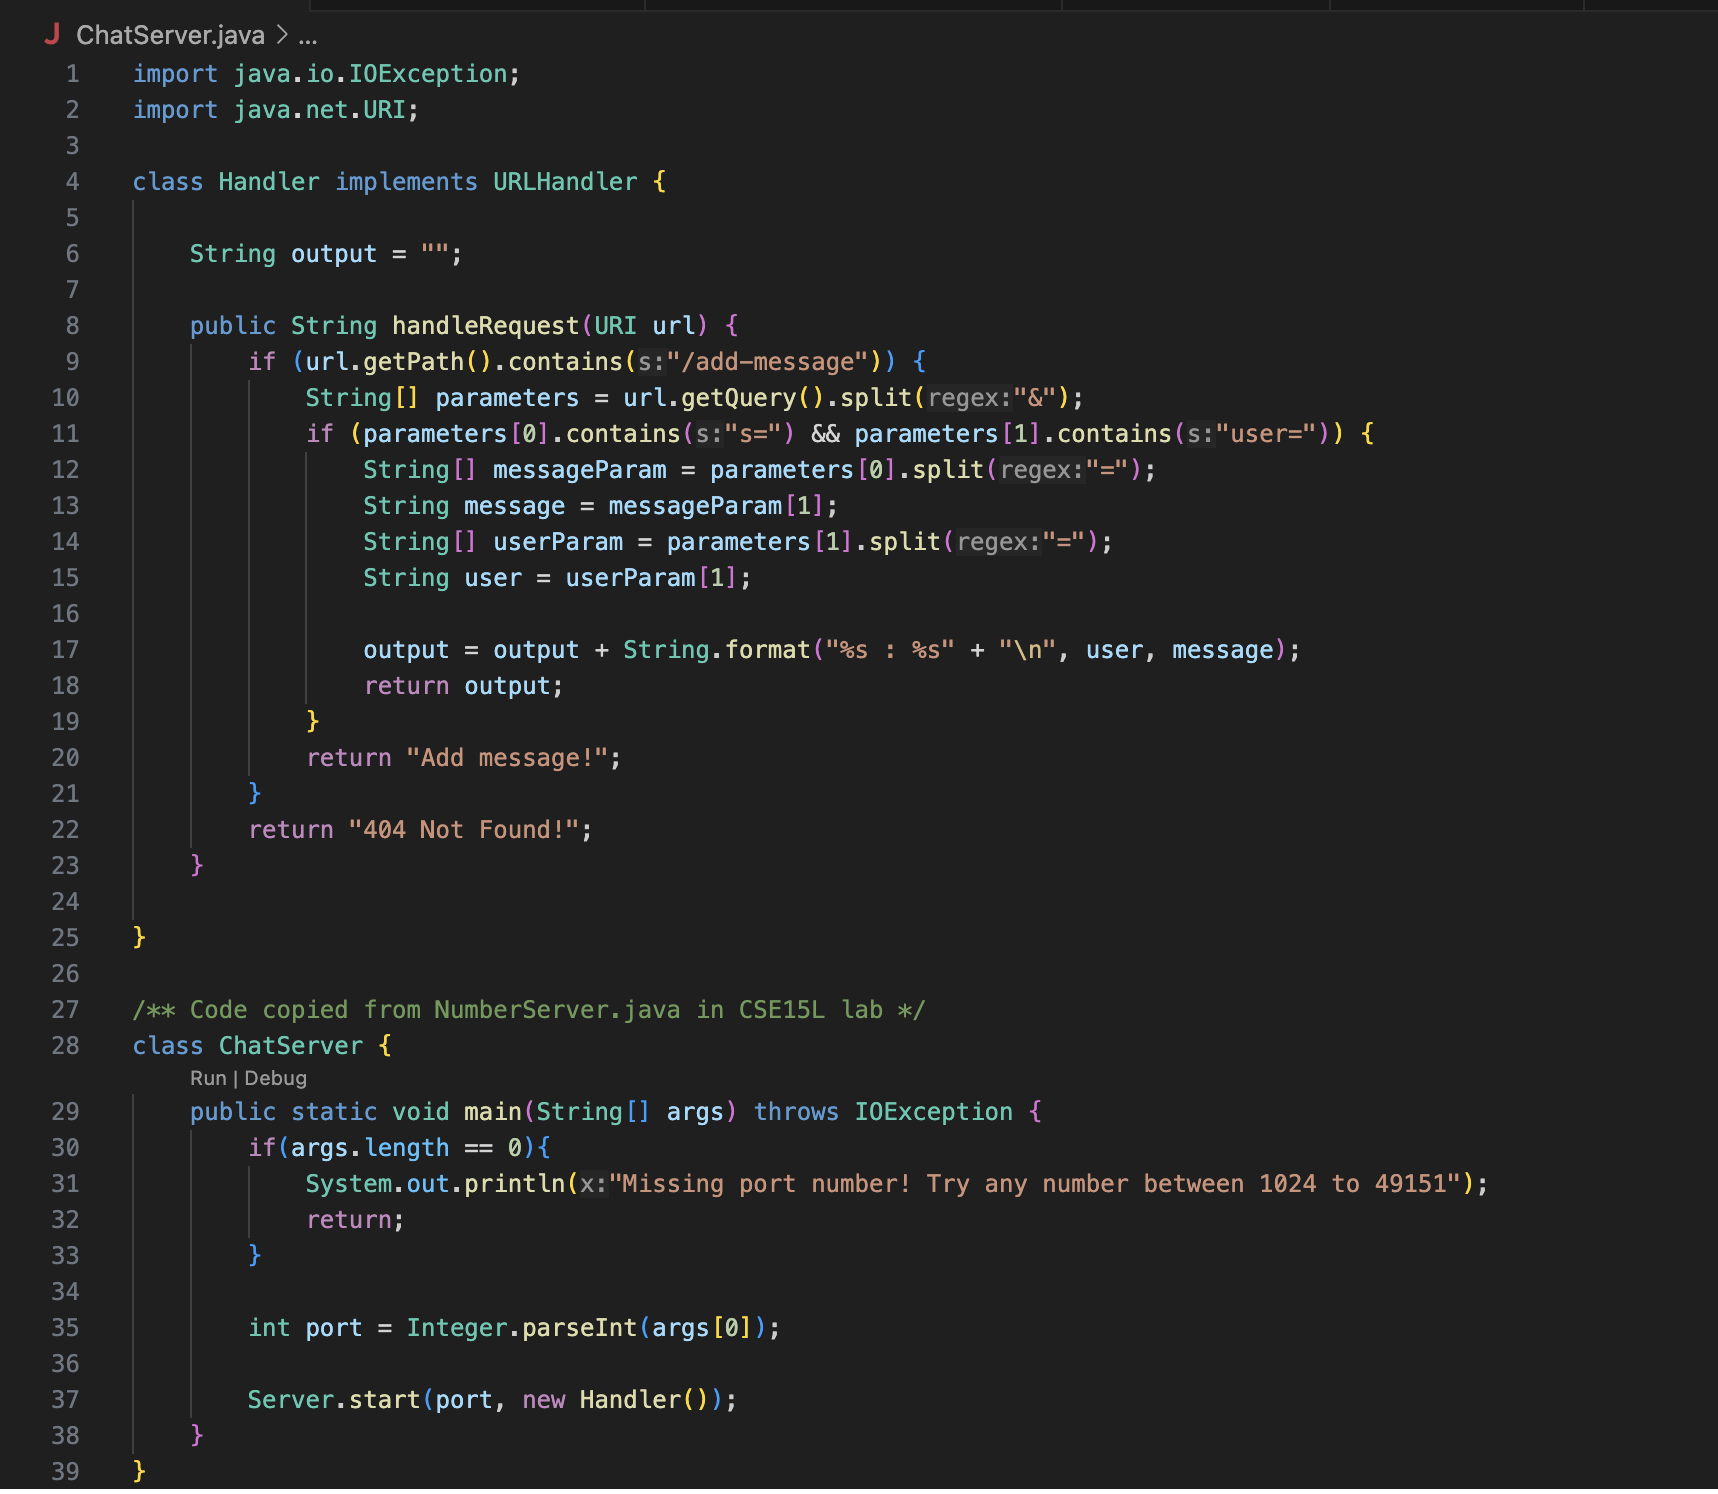 J ChatServer.java > ...
1 import java.io.IOException;
2 import java.net.URI;
3
4 class Handler implements URLHandler {
5
6     String output = "";
7
8     public String handleRequest(URI url) {
9         if (url.getPath().contains(s:"/add-message")) {
10             String[] parameters = url.getQuery().split(regex:"&");
11             if (parameters[0].contains(s:"s=") && parameters[1].contains(s:"user=")) {
12                 String[] messageParam = parameters[0].split(regex:"=");
13                 String message = messageParam[1];
14                 String[] userParam = parameters[1].split(regex:"=");
15                 String user = userParam[1];
16
17                 output = output + String.format("%s : %s" + "\n", user, message);
18                 return output;
19             }
20             return "Add message!";
21         }
22         return "404 Not Found!";
23     }
24
25 }
26
27 /** Code copied from NumberServer.java in CSE15L lab */
28 class ChatServer {
Run | Debug
29     public static void main(String[] args) throws IOException {
30         if(args.length == 0){
31             System.out.println(x:"Missing port number! Try any number between 1024 to 49151");
32             return;
33         }
34
35         int port = Integer.parseInt(args[0]);
36
37         Server.start(port, new Handler());
38     }
39 }